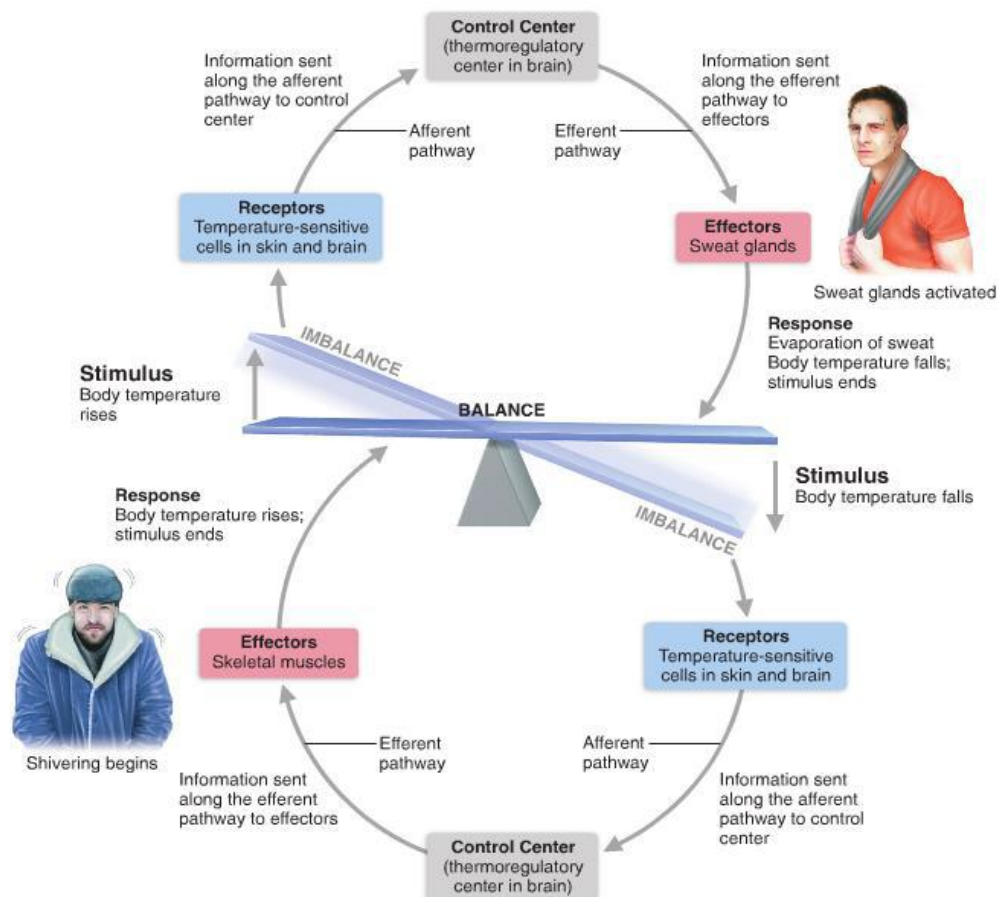 Control Center
(thermoregulatory
center in brain)
Information sent
along the afferent
pathway to control
center
Information sent
along the efferent
pathway to
effectors
Afferent
pathway
Efferent
pathway
Receptors
Temperature-sensitive
cells in skin and brain
Effectors
Sweat glands
Sweat glands activated
IMBALANCE
Response
Evaporation of sweat
Body temperature falls;
stimulus ends
Stimulus
Body temperature
rises
BALANCE
Stimulus
Body temperature falls
Response
Body temperature rises;
stimulus ends
IMBALANCE
Effectors
Skeletal muscles
Receptors
Temperature-sensitive
cells in skin and brain
Shivering begins
Efferent
pathway
Afferent
pathway
Information sent
along the efferent
pathway to effectors
Information sent
along the afferent
pathway to control
center
Control Center
(thermoregulatory
center in brain)